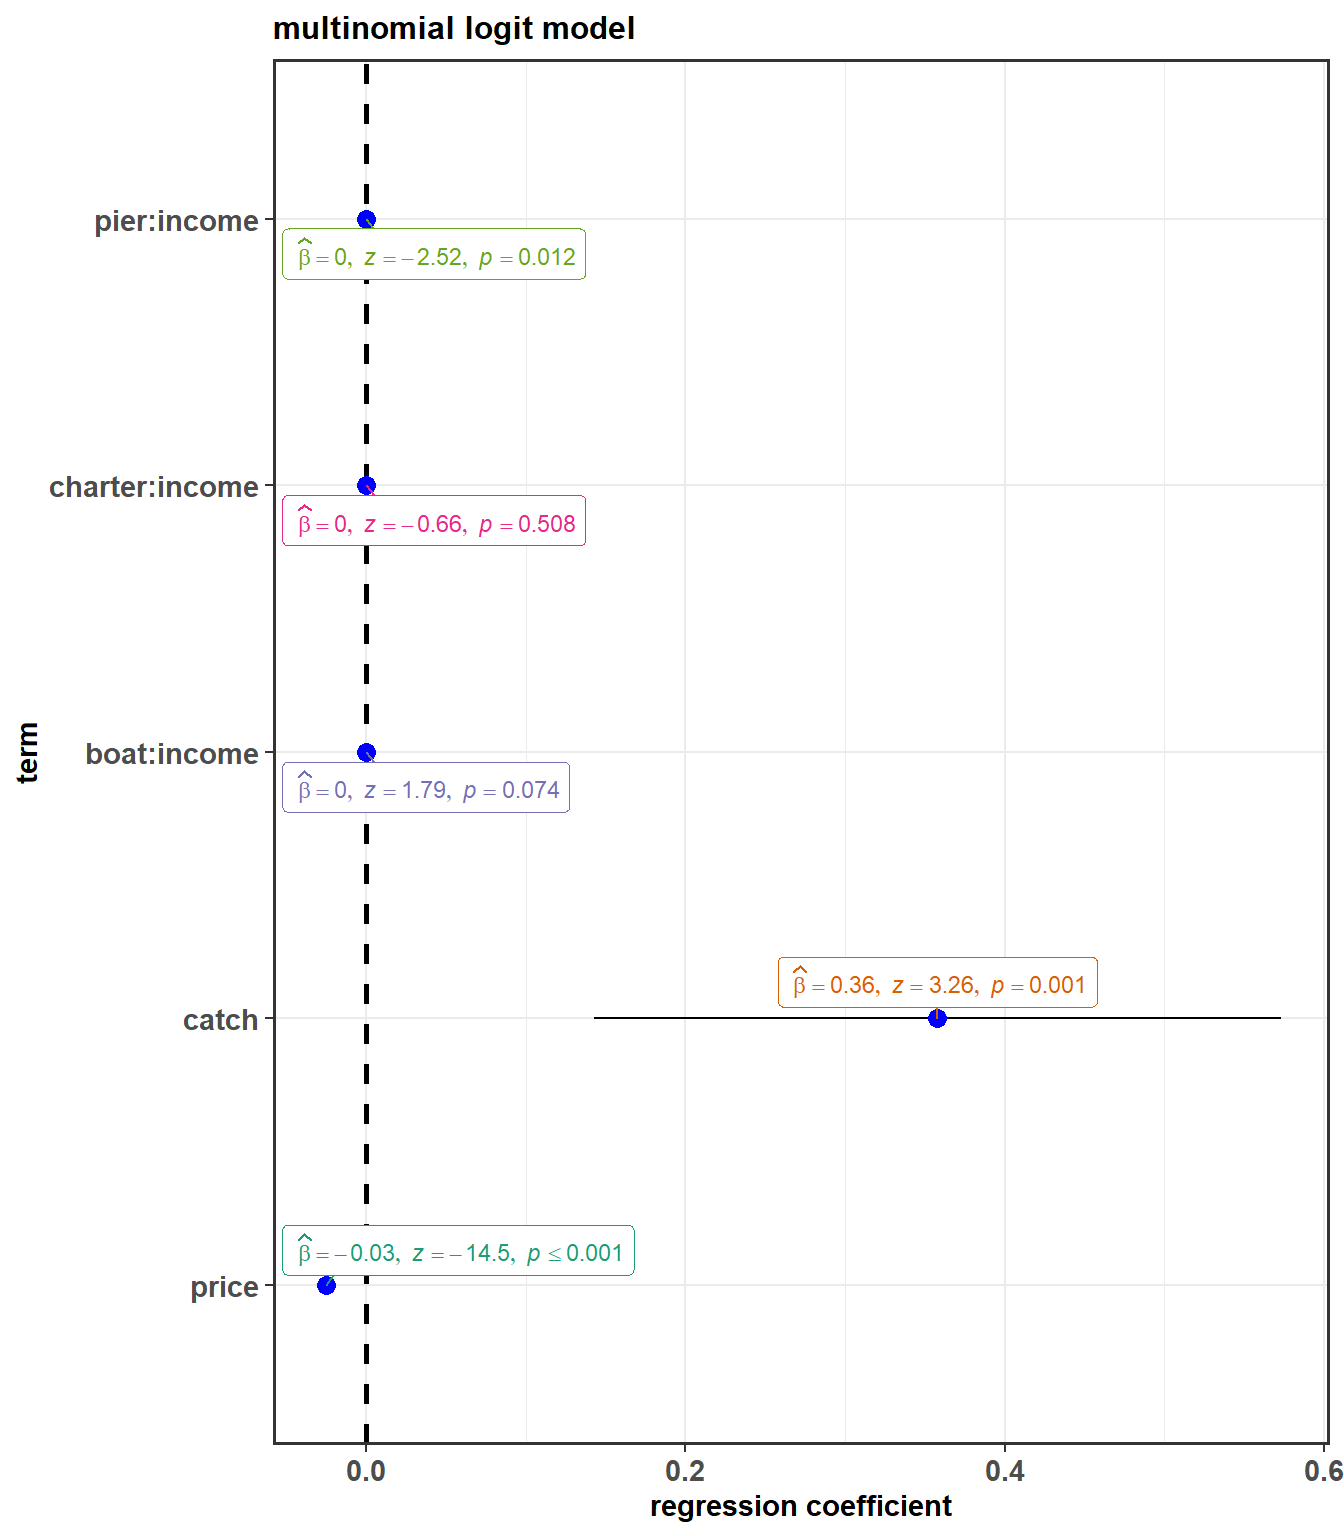 multinomial logit model
pier:income
β̂ = 0, z = −2.52, p = 0.012
charter:income
β̂ = 0, z = −0.66, p = 0.508
term
boat:income
β̂ = 0, z = 1.79, p = 0.074
β̂ = 0.36, z = 3.26, p = 0.001
catch
β̂ = −0.03, z = −14.5, p ≤ 0.001
price
0.0 0.2 0.4 0.6
regression coefficient